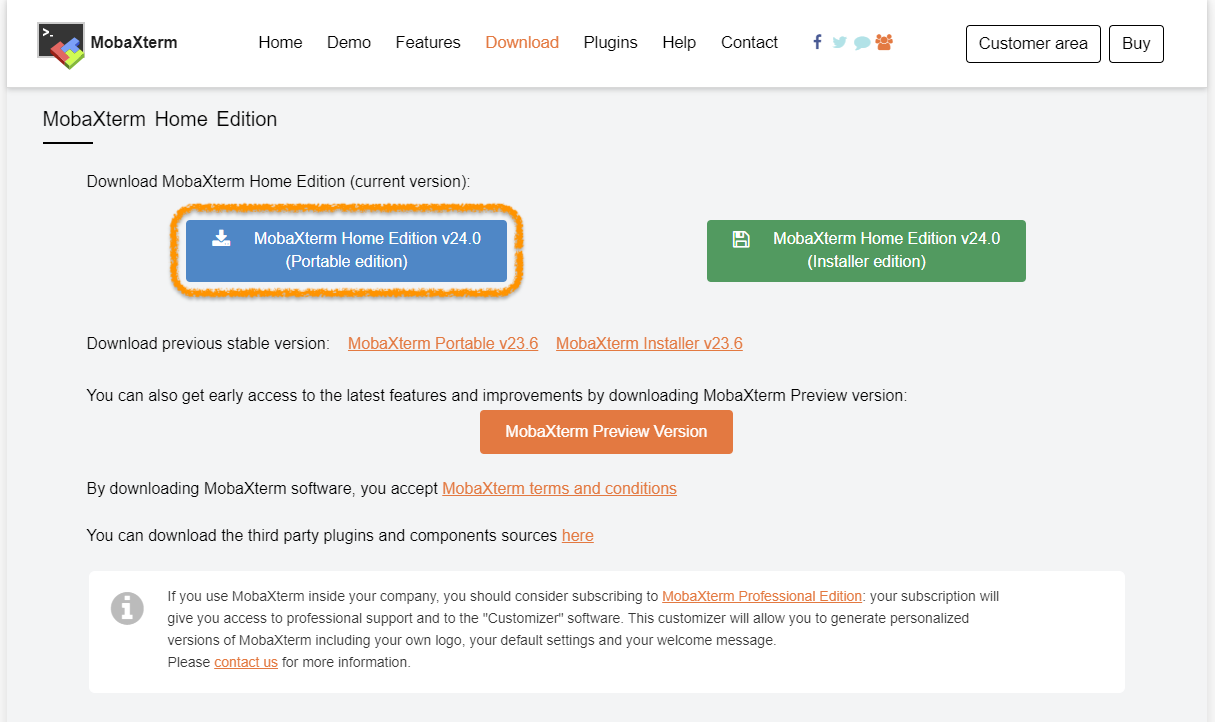 MobaXterm
Home Demo Features Download Plugins Help Contact
Customer area
Buy
MobaXterm Home Edition
Download MobaXterm Home Edition (current version):
MobaXterm Home Edition v24.0
(Portable edition)
MobaXterm Home Edition v24.0
(Installer edition)
Download previous stable version: MobaXterm Portable v23.6 MobaXterm Installer v23.6
You can also get early access to the latest features and improvements by downloading MobaXterm Preview version:
MobaXterm Preview Version
By downloading MobaXterm software, you accept MobaXterm terms and conditions
You can download the third party plugins and components sources here
If you use MobaXterm inside your company, you should consider subscribing to MobaXterm Professional Edition: your subscription will
give you access to professional support and to the "Customizer" software. This customizer will allow you to generate personalized
versions of MobaXterm including your own logo, your default settings and your welcome message.
Please contact us for more information.